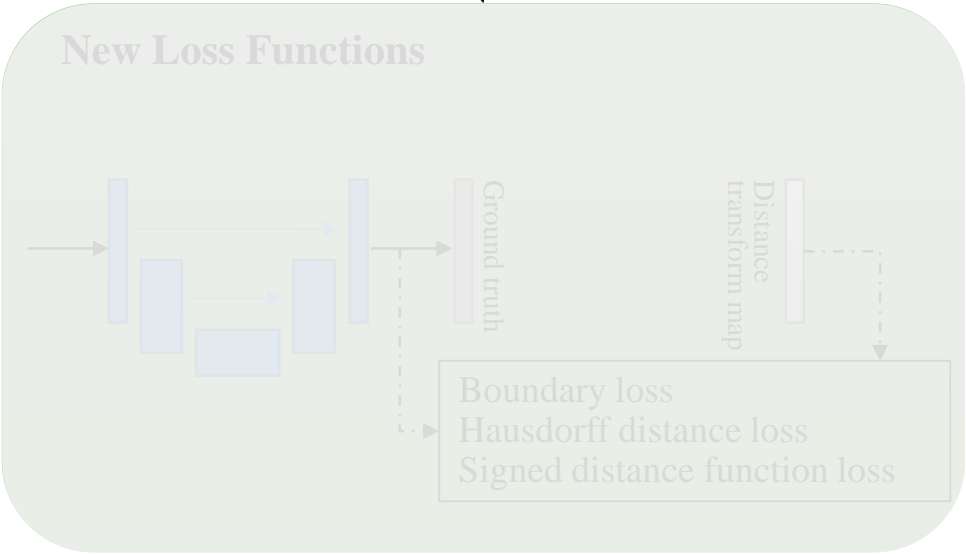 New Loss Functions
Ground truth
Distance
transform map
Boundary loss
Hausdorff distance loss
Signed distance function loss